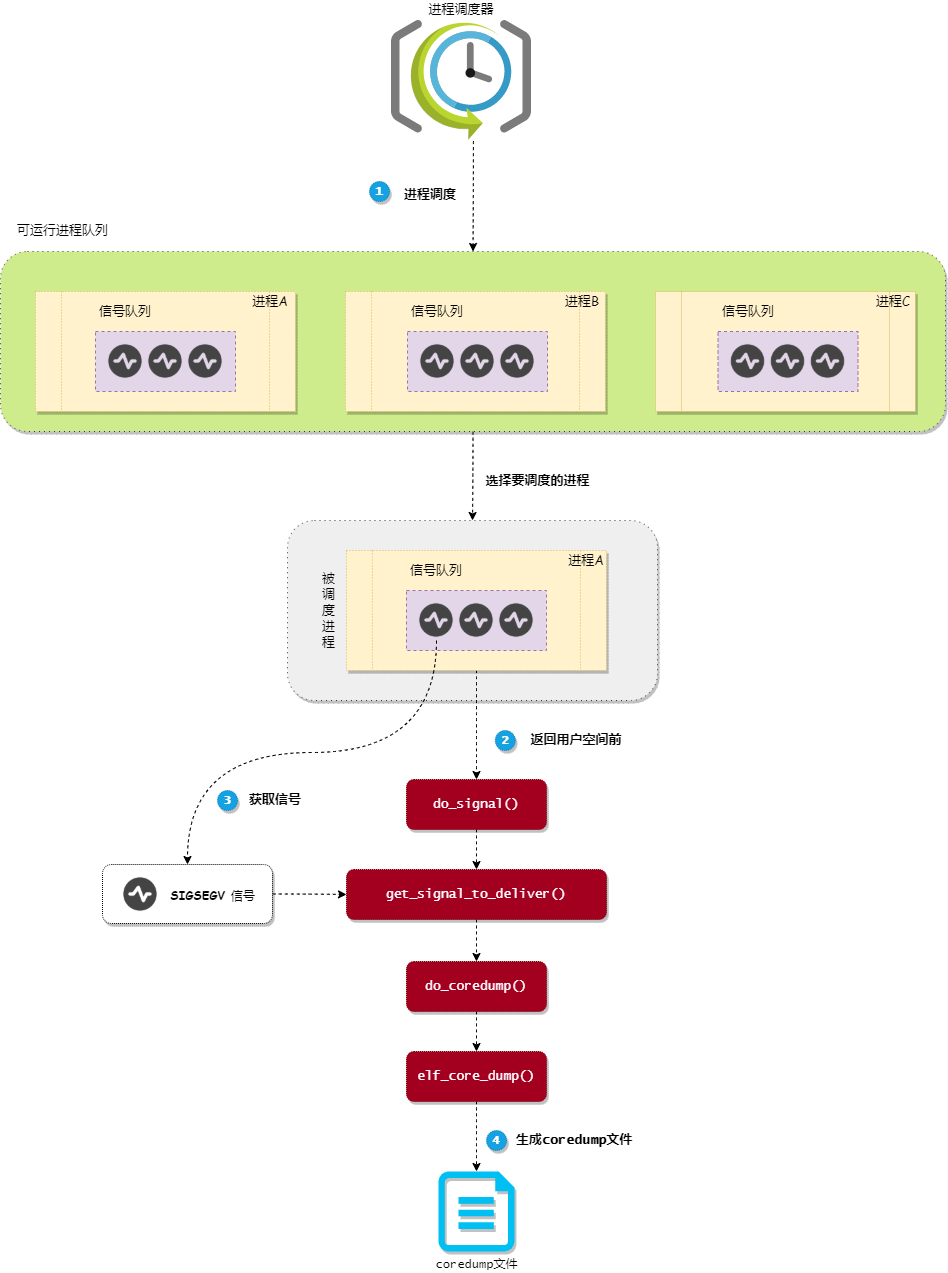 进程调度器
1
进程调度
可运行进程队列
进程A
信号队列
进程B
信号队列
进程C
信号队列
选择要调度的进程
被调度进程
进程A
信号队列
2
返回用户空间前
3
获取信号
do_signal()
SIGSEGV 信号
get_signal_to_deliver()
do_coredump()
elf_core_dump()
4
生成coredump文件
coredump文件